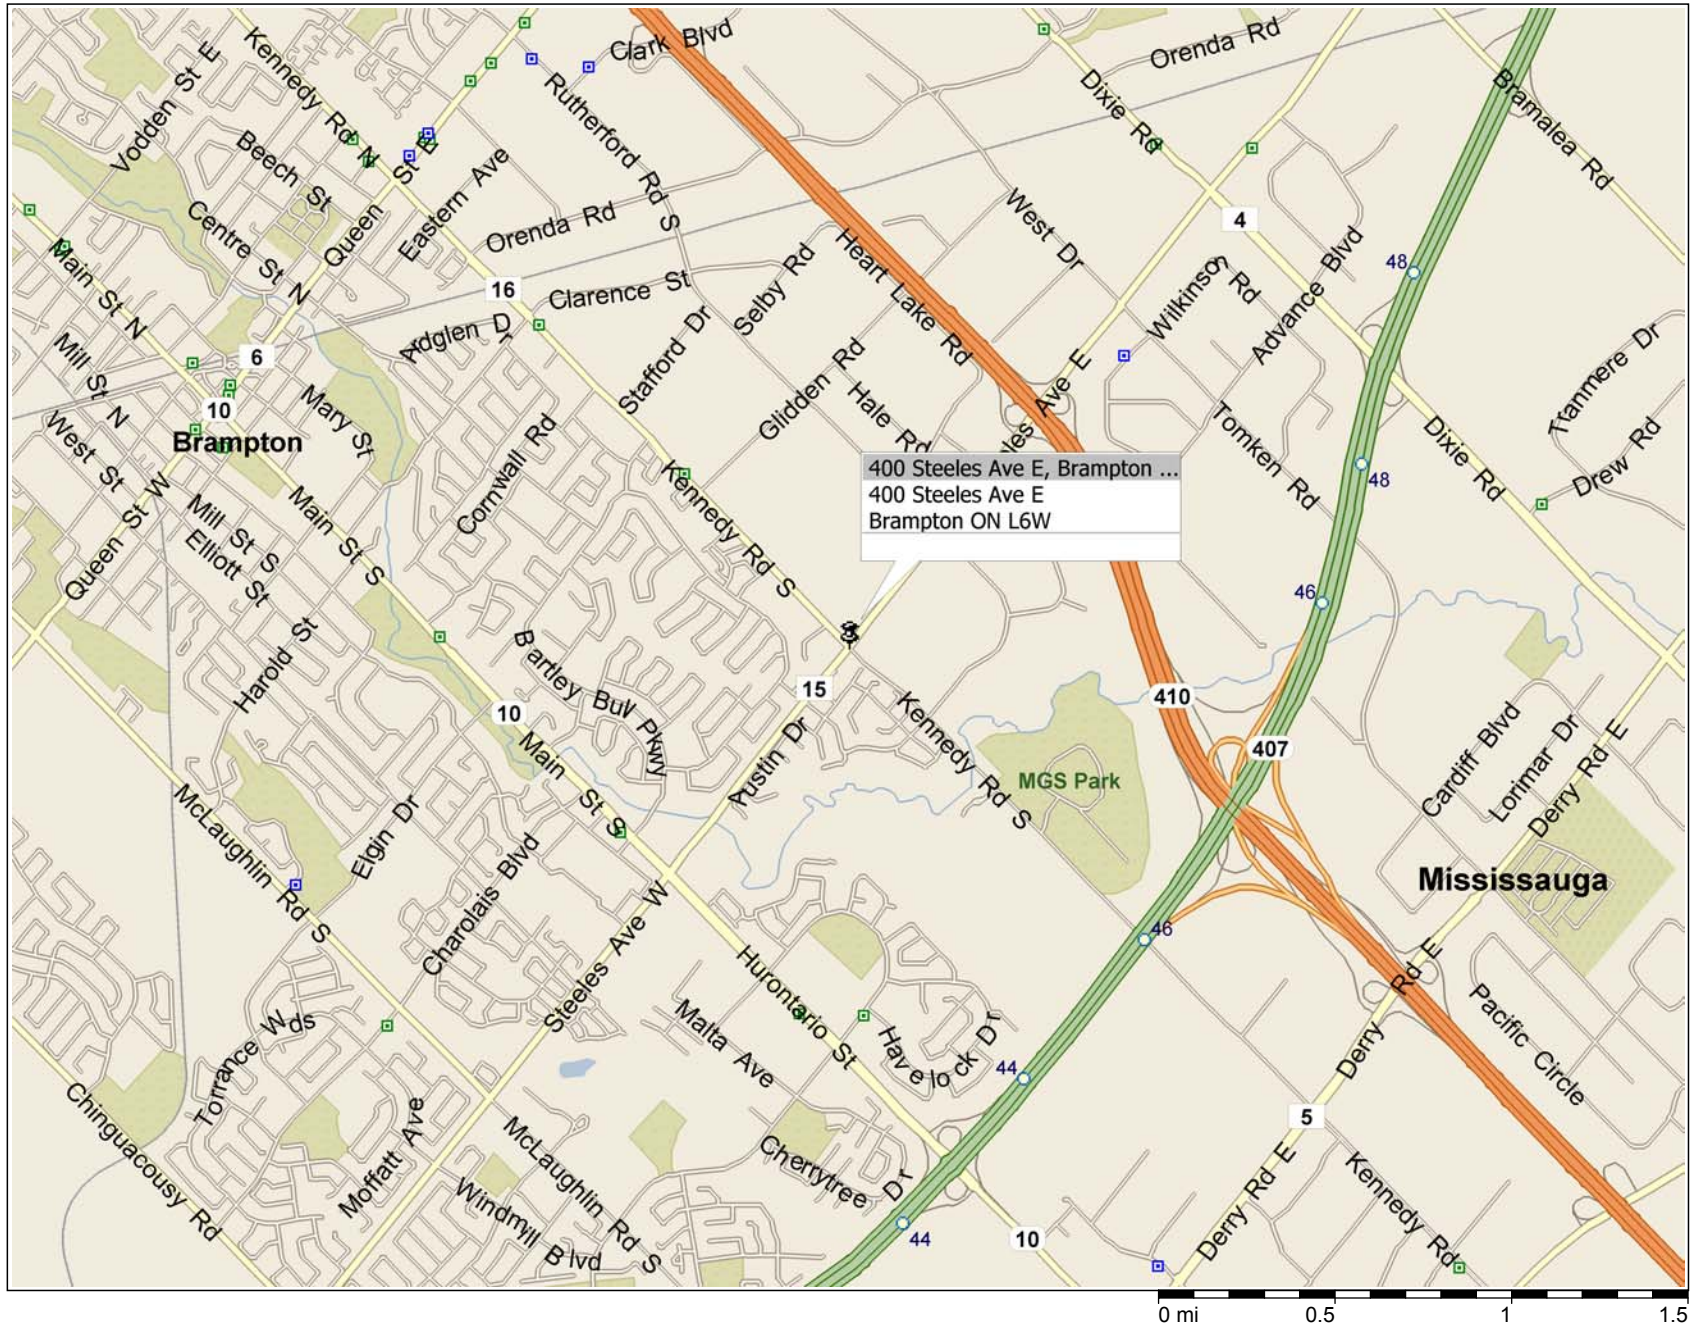 Clark Blvd
Orenda Rd
Kennedy Rd N
Vodden St E
Rutherford Rd S
Dixie Rd
Bramalea Rd
Beech St
Queen St E
Eastern Ave
Centre St N
Orenda Rd
West Dr
4
Main St N
16
Clarence St
Selby Rd
Heart Lake Rd
Wilkinson Rd
Advance Blvd
48
Ardglen Dr
Stafford Dr
6
Mill St N
10
Brampton
Mary St
West St
Cornwall Rd
Glidden Rd
Hale Rd
Ave E
Tomken Rd
Dixie Rd
Tanmere Dr
Drew Rd
48
400 Steeles Ave E, Brampton ...
400 Steeles Ave E
Brampton ON L6W
Queen St W
Mill St S
Elliott St
Main St S
Kennedy Rd S
46
Harold St
Bartley Bull Pkwy
15
10
Main St S
Austin Dr
Kennedy Rd S
410
407
MGS Park
Cardiff Blvd
Lorimar Dr
Derry Rd E
McLaughlin Rd S
Elgin Dr
Charolais Blvd
Mississauga
Steeles Ave W
46
Hurontario St
Derry Rd E
Torrance Wds
Malta Ave
Havelock Dr
44
Pacific Circle
Chinguacousy Rd
Moffatt Ave
McLaughlin Rd S
Windmill Blvd
Cherrytree Dr
44
10
5
Derry Rd E
Kennedy Rd
0 mi 0.5 1 1.5